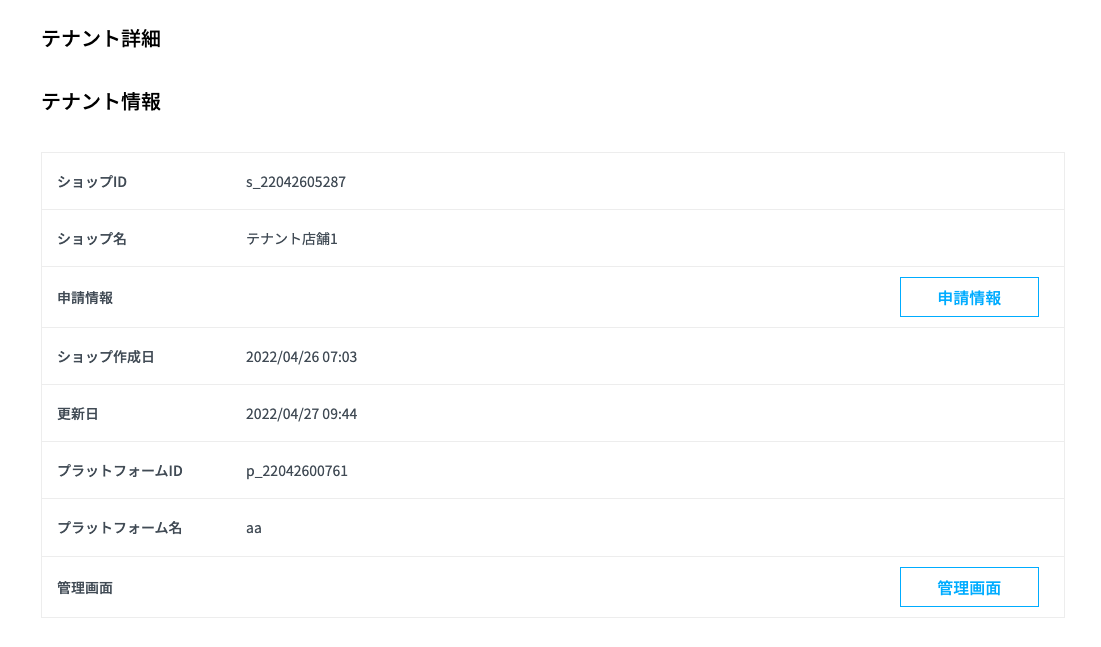 テナント詳細
テナント情報
ショップID s_22042605287
ショップ名 テナント店舗1
申請情報 申請情報
ショップ作成日 2022/04/26 07:03
更新日 2022/04/27 09:44
プラットフォームID p_22042600761
プラットフォーム名 aa
管理画面 管理画面